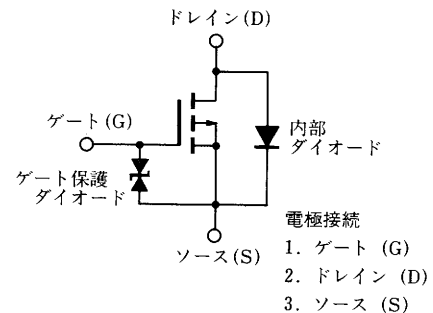 ドレイン(D)
ゲート(G)
内部
ダイオード
ゲート保護
ダイオード
ソース(S)
電極接続
1. ゲート (G)
2. ドレイン (D)
3. ソース (S)